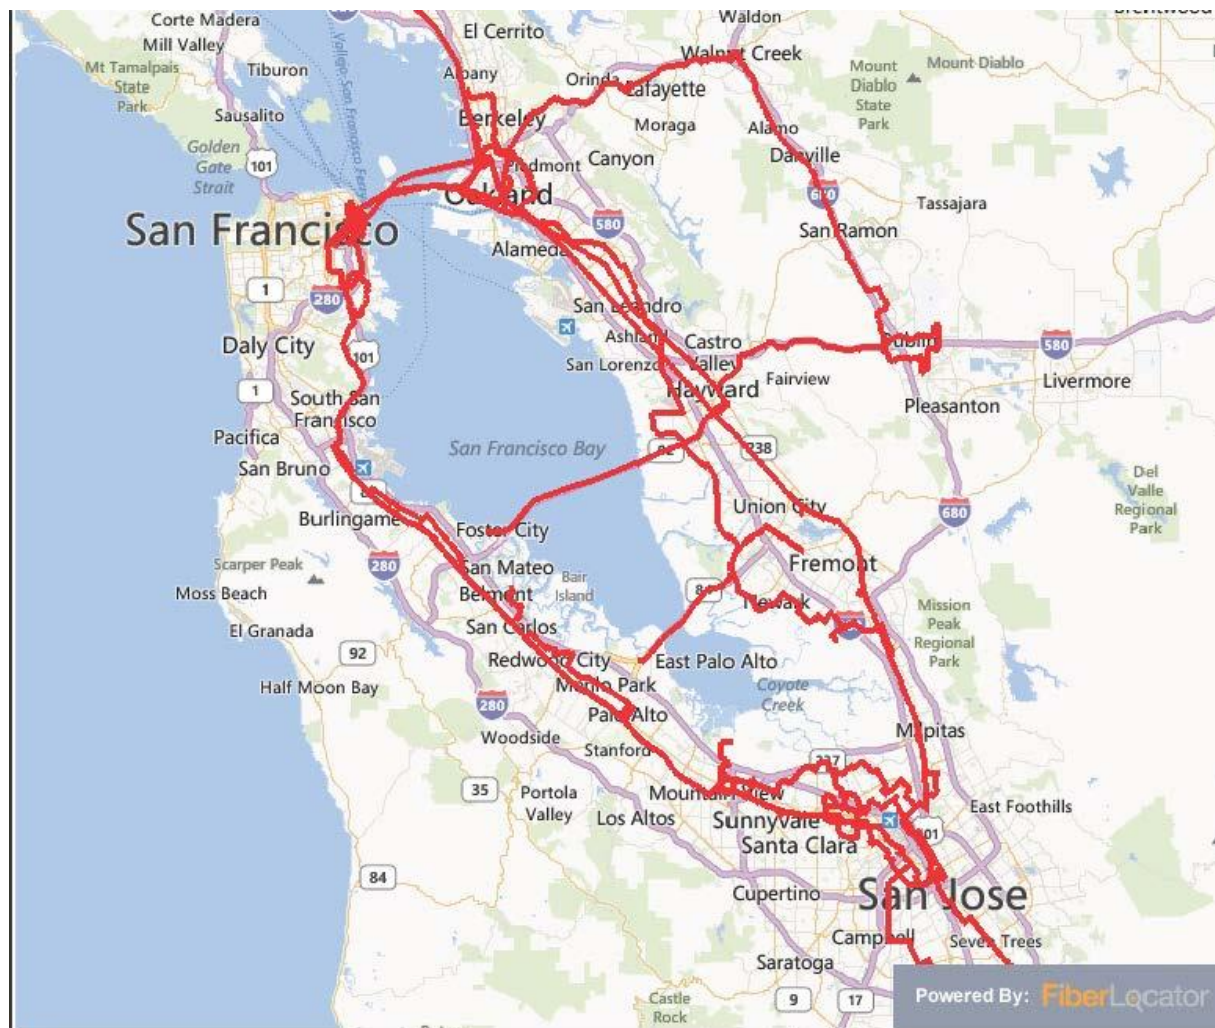 Corte Madera
Mill Valley
Mt Tamalpais
State
Park
Tiburon
Sausalito
Golden
Gate
Strait
101
Vallejo-San Francisco Ferry
El Cerrito
Albany
Berkeley
Waldon
Walnut Creek
Orinda
Lafayette
Moraga
Mount
Diablo
State
Park
Mount Diablo
Alamo
Danville
Piedmont
Canyon
Oakland
680
Tassajara
San Francisco
580
San Ramon
Alameda
1
280
San Leandro
Daly City
101
Ashland
Castro
Valley
Dublin
580
San Lorenzo
Hayward
Fairview
Livermore
1
South San
Francisco
Pleasanton
Pacifica
San Francisco Bay
92
238
San Bruno
Del
Valle
Regional
Park
Burlingame
Foster City
Union City
680
Scarper Peak
280
San Mateo
Bair
Island
Fremont
Moss Beach
Belmont
84
Newark
Mission
Peak
Regional
Park
El Granada
San Carlos
92
Redwood City
East Palo Alto
Half Moon Bay
Menlo Park
Coyote
Creek
280
Palo Alto
Woodside
Stanford
Milpitas
237
35
Portola
Valley
Mountain View
Los Altos
Sunnyvale
East Foothills
101
Santa Clara
84
Cupertino
San Jose
Campbell
Seven Trees
Saratoga
Castle
Rock
9
17
Powered By: FiberLocator